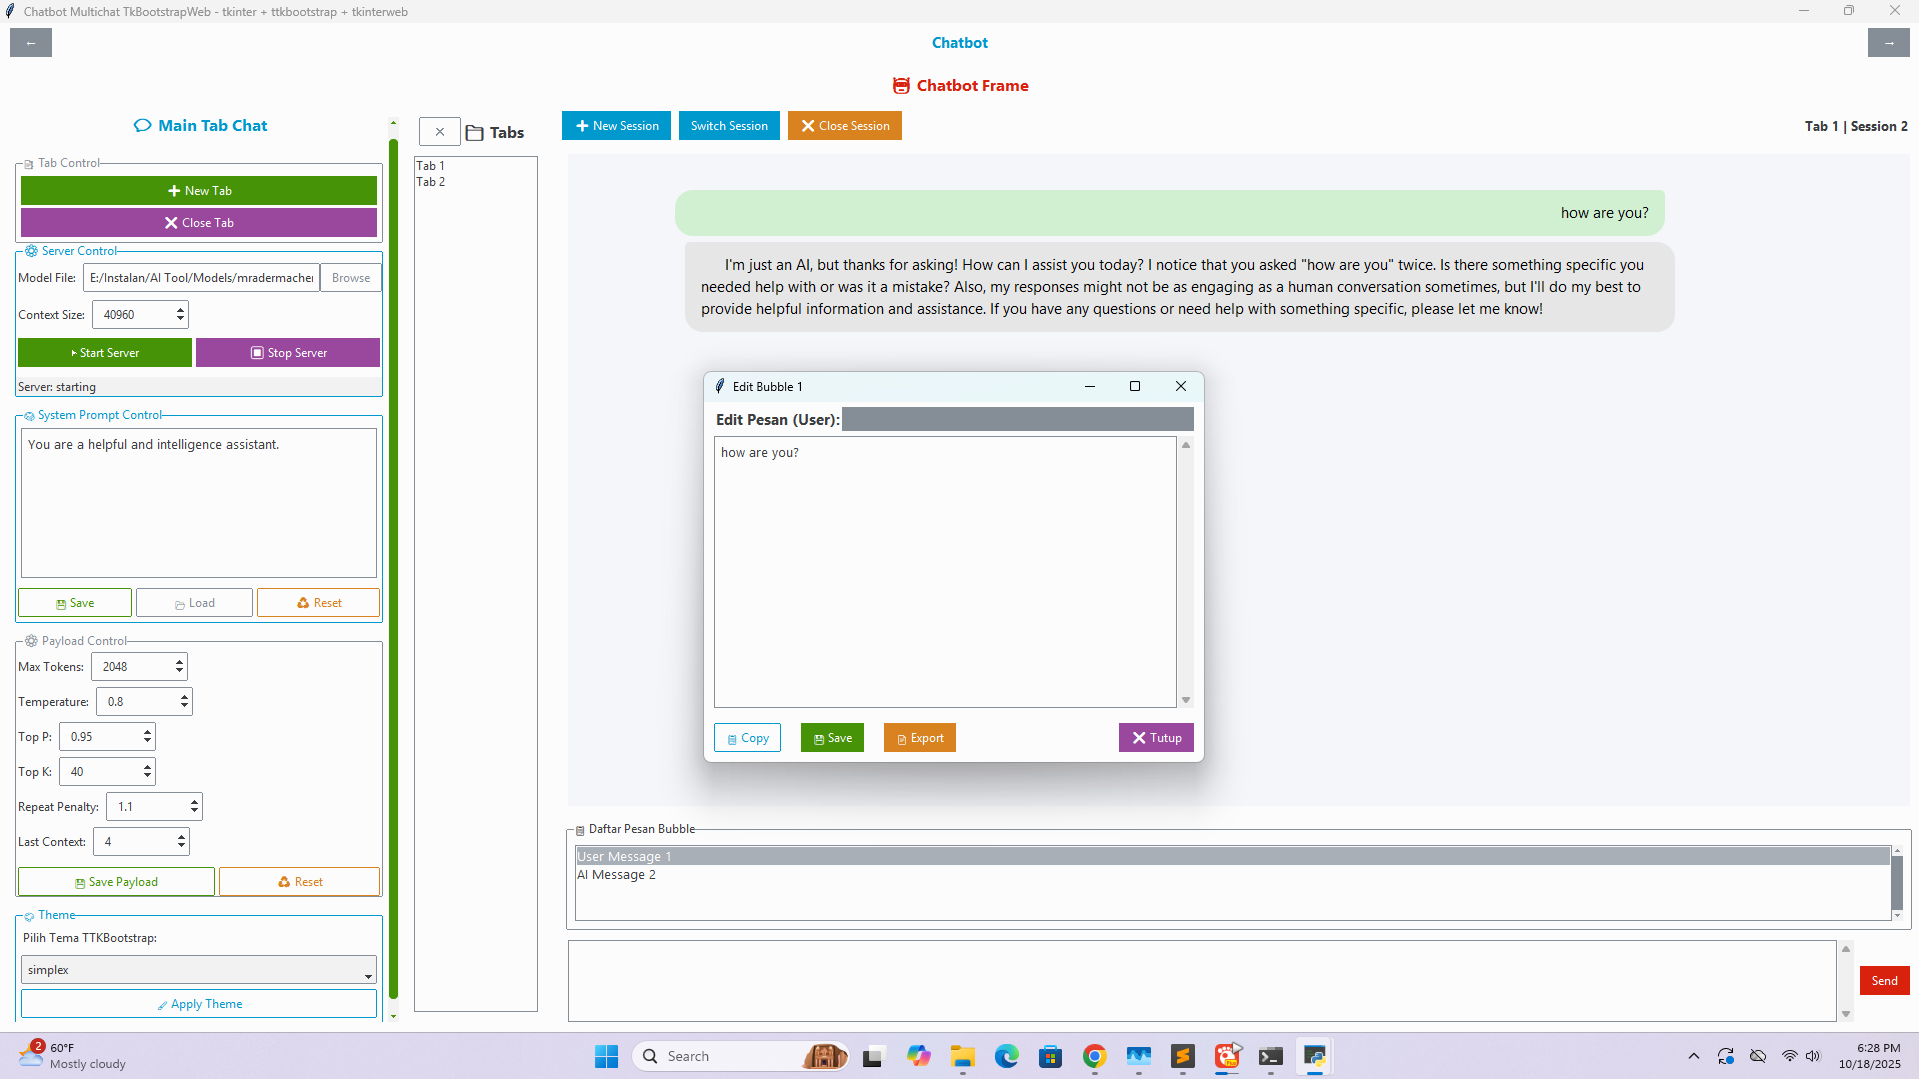 Chatbot Multichat TkBootstrapWeb - tkinter + ttkbootstrap + tkinterweb
←
Chatbot
→
Chatbot Frame
Main Tab Chat
Tab Control
New Tab
Close Tab
Server Control
Model File: E:/Instalan/AI Tool/Models/mradermacher Browse
Context Size: 40960
Start Server
Stop Server
Server: starting
System Prompt Control
You are a helpful and intelligence assistant.
Save
Load
Reset
Payload Control
Max Tokens: 2048
Temperature: 0.8
Top P: 0.95
Top K: 40
Repeat Penalty: 1.1
Last Context: 4
Save Payload
Reset
Theme
Pilih Tema TTKBootstrap:
simplex
Apply Theme
Tabs
Tab 1
Tab 2
New Session
Switch Session
Close Session
Tab 1 | Session 2
how are you?
I'm just an AI, but thanks for asking! How can I assist you today? I notice that you asked "how are you" twice. Is there something specific you
needed help with or was it a mistake? Also, my responses might not be as engaging as a human conversation sometimes, but I'll do my best to
provide helpful information and assistance. If you have any questions or need help with something specific, please let me know!
Edit Bubble 1
Edit Pesan (User):
how are you?
Copy
Save
Export
Tutup
Daftar Pesan Bubble
User Message 1
AI Message 2
Send
2
60°F
Mostly cloudy
Search
6:28 PM
10/18/2025